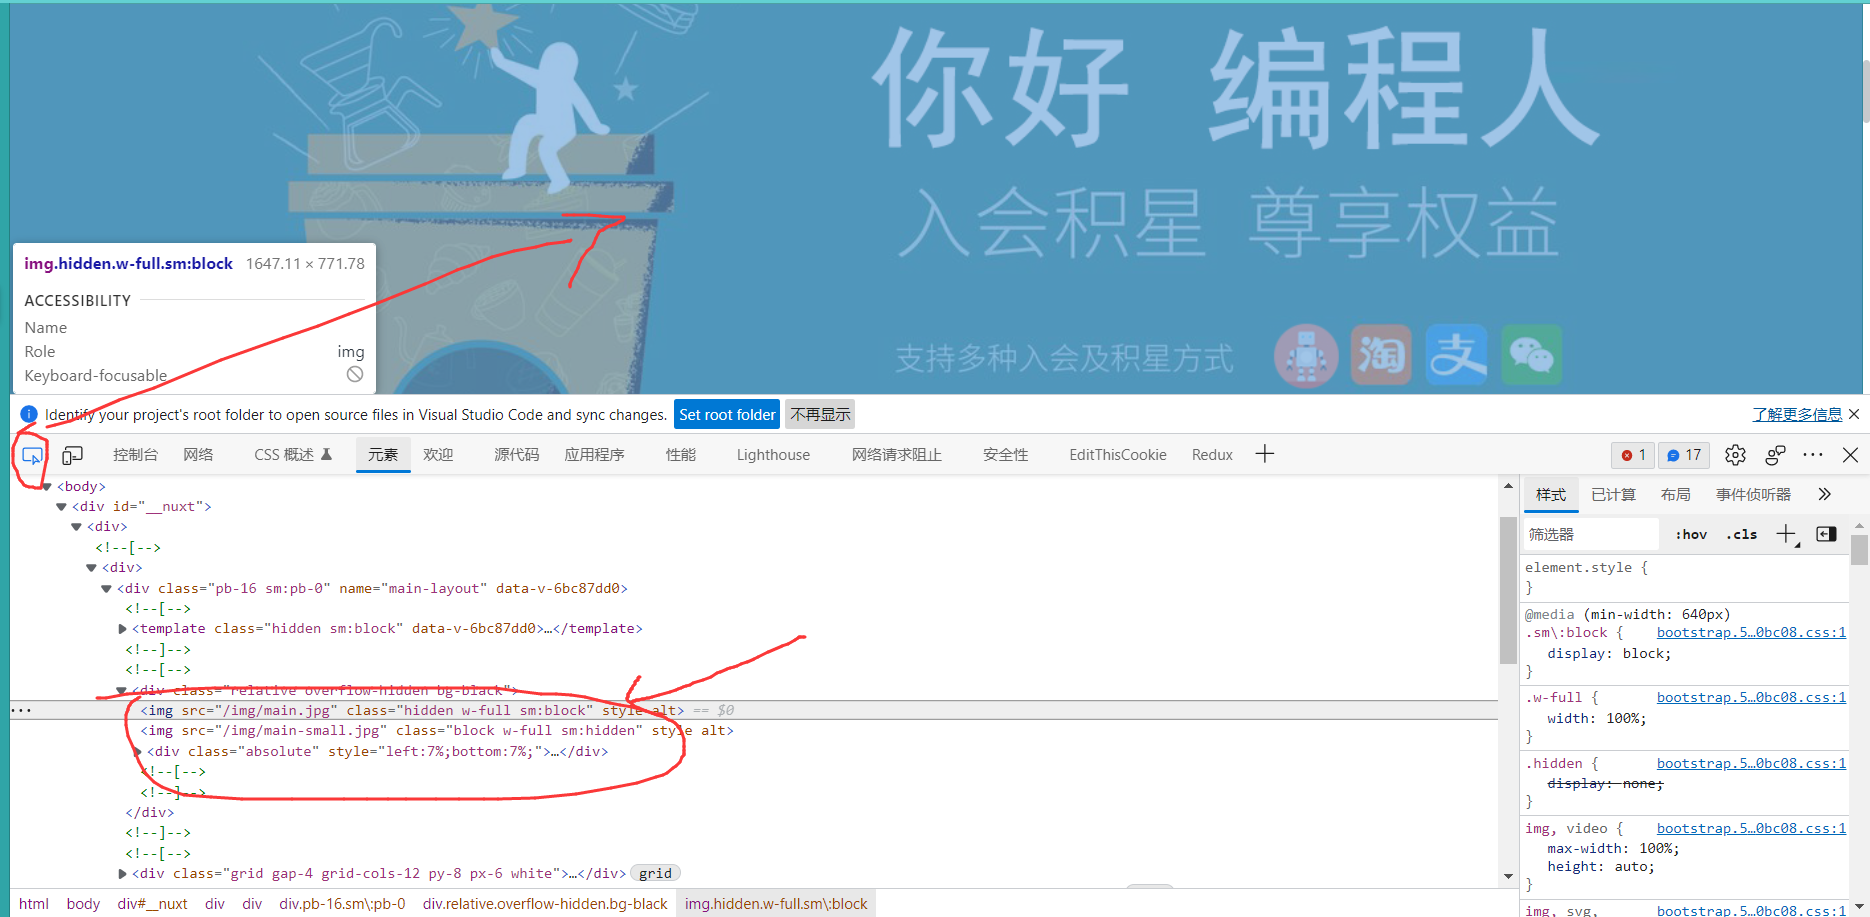 你好 编程人
入会积星 尊享权益
支持多种入会及积星方式
淘 支
img.hidden.w-full.sm:block 1647.11 × 771.78
ACCESSIBILITY
Name
Role img
Keyboard-focusable
Identify your project's root folder to open source files in Visual Studio Code and sync changes. Set root folder 不再显示 了解更多信息
控制台 网络 CSS 概述 元素 欢迎 源代码 应用程序 性能 Lighthouse 网络请求阻止 安全性 EditThisCookie Redux 1 17
<body>
<div id="__nuxt">
<div>
<!--[-->
<div>
<div class="pb-16 sm:pb-0" name="main-layout" data-v-6bc87dd0>
<!--[-->
<template class="hidden sm:block" data-v-6bc87dd0>…</template>
<!--]-->
<!--[-->
<div class="relative overflow-hidden bg-black">
<img src="/img/main.jpg" class="hidden w-full sm:block" style alt> == $0
<img src="/img/main-small.jpg" class="block w-full sm:hidden" style alt>
<div class="absolute" style="left:7%;bottom:7%;">…</div>
<!--[-->
<!--]-->
</div>
<!--]-->
<!--[-->
<div class="grid gap-4 grid-cols-12 py-8 px-6 white">…</div> grid
html body div#__nuxt div div div.pb-16.sm\:pb-0 div.relative.overflow-hidden.bg-black img.hidden.w-full.sm\:block
样式 已计算 布局 事件侦听器
筛选器 :hov .cls
element.style {
}
@media (min-width: 640px)
.sm\:block { bootstrap.5…0bc08.css:1
display: block;
}
.w-full { bootstrap.5…0bc08.css:1
width: 100%;
}
.hidden { bootstrap.5…0bc08.css:1
display: none;
}
img, video { bootstrap.5…0bc08.css:1
max-width: 100%;
height: auto;
}
img, svg, bootstrap.5…0bc08.css:1